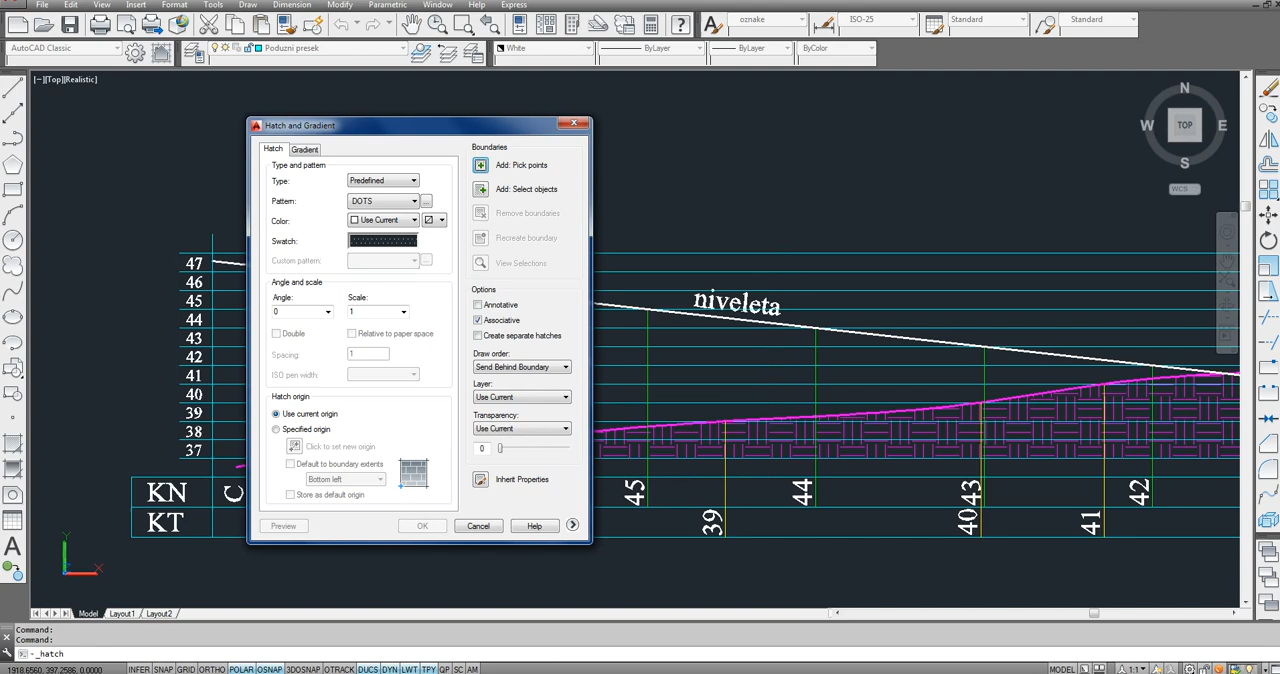 File Edit View Insert Format Tools Draw Dimension Modify Parametric Window Help Express
oznake ISO-25 Standard Standard
AutoCAD Classic Poduzni presek White ByLayer ByLayer ByColor
[−][Top][Realistic]
N
W TOP E
S
WCS
Hatch and Gradient
Hatch Gradient
Type and pattern
Type: Predefined
Pattern: DOTS ...
Color: Use Current
Swatch:
Custom pattern: ...
Angle and scale
Angle: Scale:
0 1
Double Relative to paper space
Spacing: 1
ISO pen width:
Hatch origin
Use current origin
Specified origin
Click to set new origin
Default to boundary extents
Bottom left
Store as default origin
Boundaries
Add: Pick points
Add: Select objects
Remove boundaries
Recreate boundary
View Selections
Options
Annotative
Associative
Create separate hatches
Draw order:
Send Behind Boundary
Layer:
Use Current
Transparency:
Use Current
0
Inherit Properties
Preview OK Cancel Help
niveleta
47
46
45
44
43
42
41
40
39
38
37
KN C 45 44 43 42
KT 39 40 41
Y
X
Model Layout1 Layout2
Command:
Command:
_hatch
1918.6560, 397.2586, 0.0000 INFER SNAP GRID ORTHO POLAR OSNAP 3DOSNAP OTRACK DUCS DYN LWT TPY QP SC AM MODEL 1:1